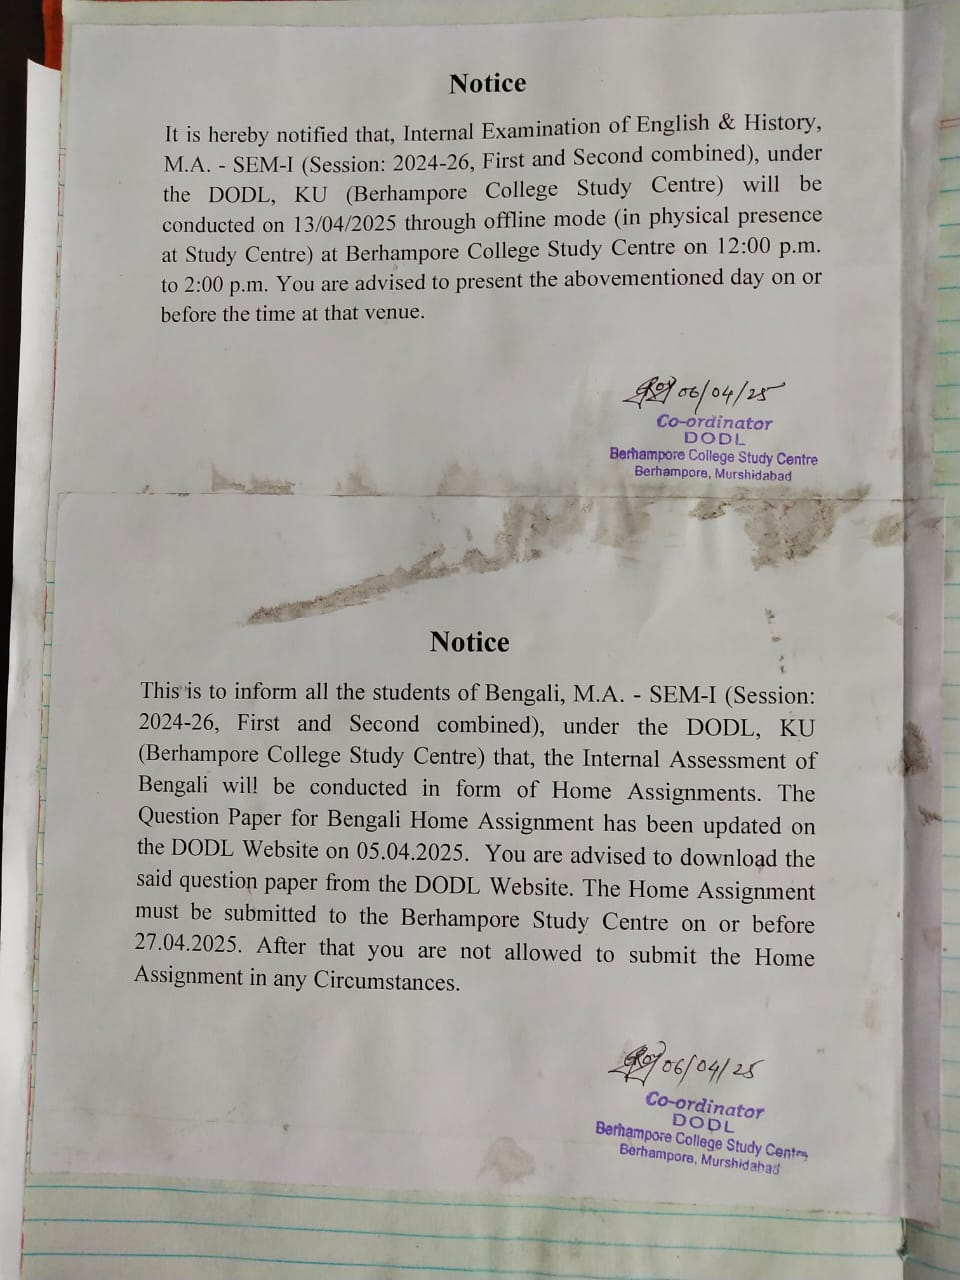 Notice
It is hereby notified that, Internal Examination of English & History,
M.A. - SEM-I (Session: 2024-26, First and Second combined), under
the DODL, KU (Berhampore College Study Centre) will be
conducted on 13/04/2025 through offline mode (in physical presence
at Study Centre) at Berhampore College Study Centre on 12:00 p.m.
to 2:00 p.m. You are advised to present the abovementioned day on or
before the time at that venue.
06/04/25
Co-ordinator
DODL
Berhampore College Study Centre
Berhampore, Murshidabad
Notice
This is to inform all the students of Bengali, M.A. - SEM-I (Session:
2024-26, First and Second combined), under the DODL, KU
(Berhampore College Study Centre) that, the Internal Assessment of
Bengali will be conducted in form of Home Assignments. The
Question Paper for Bengali Home Assignment has been updated on
the DODL Website on 05.04.2025. You are advised to download the
said question paper from the DODL Website. The Home Assignment
must be submitted to the Berhampore Study Centre on or before
27.04.2025. After that you are not allowed to submit the Home
Assignment in any Circumstances.
06/04/25
Co-ordinator
DODL
Berhampore College Study Centre
Berhampore, Murshidabad